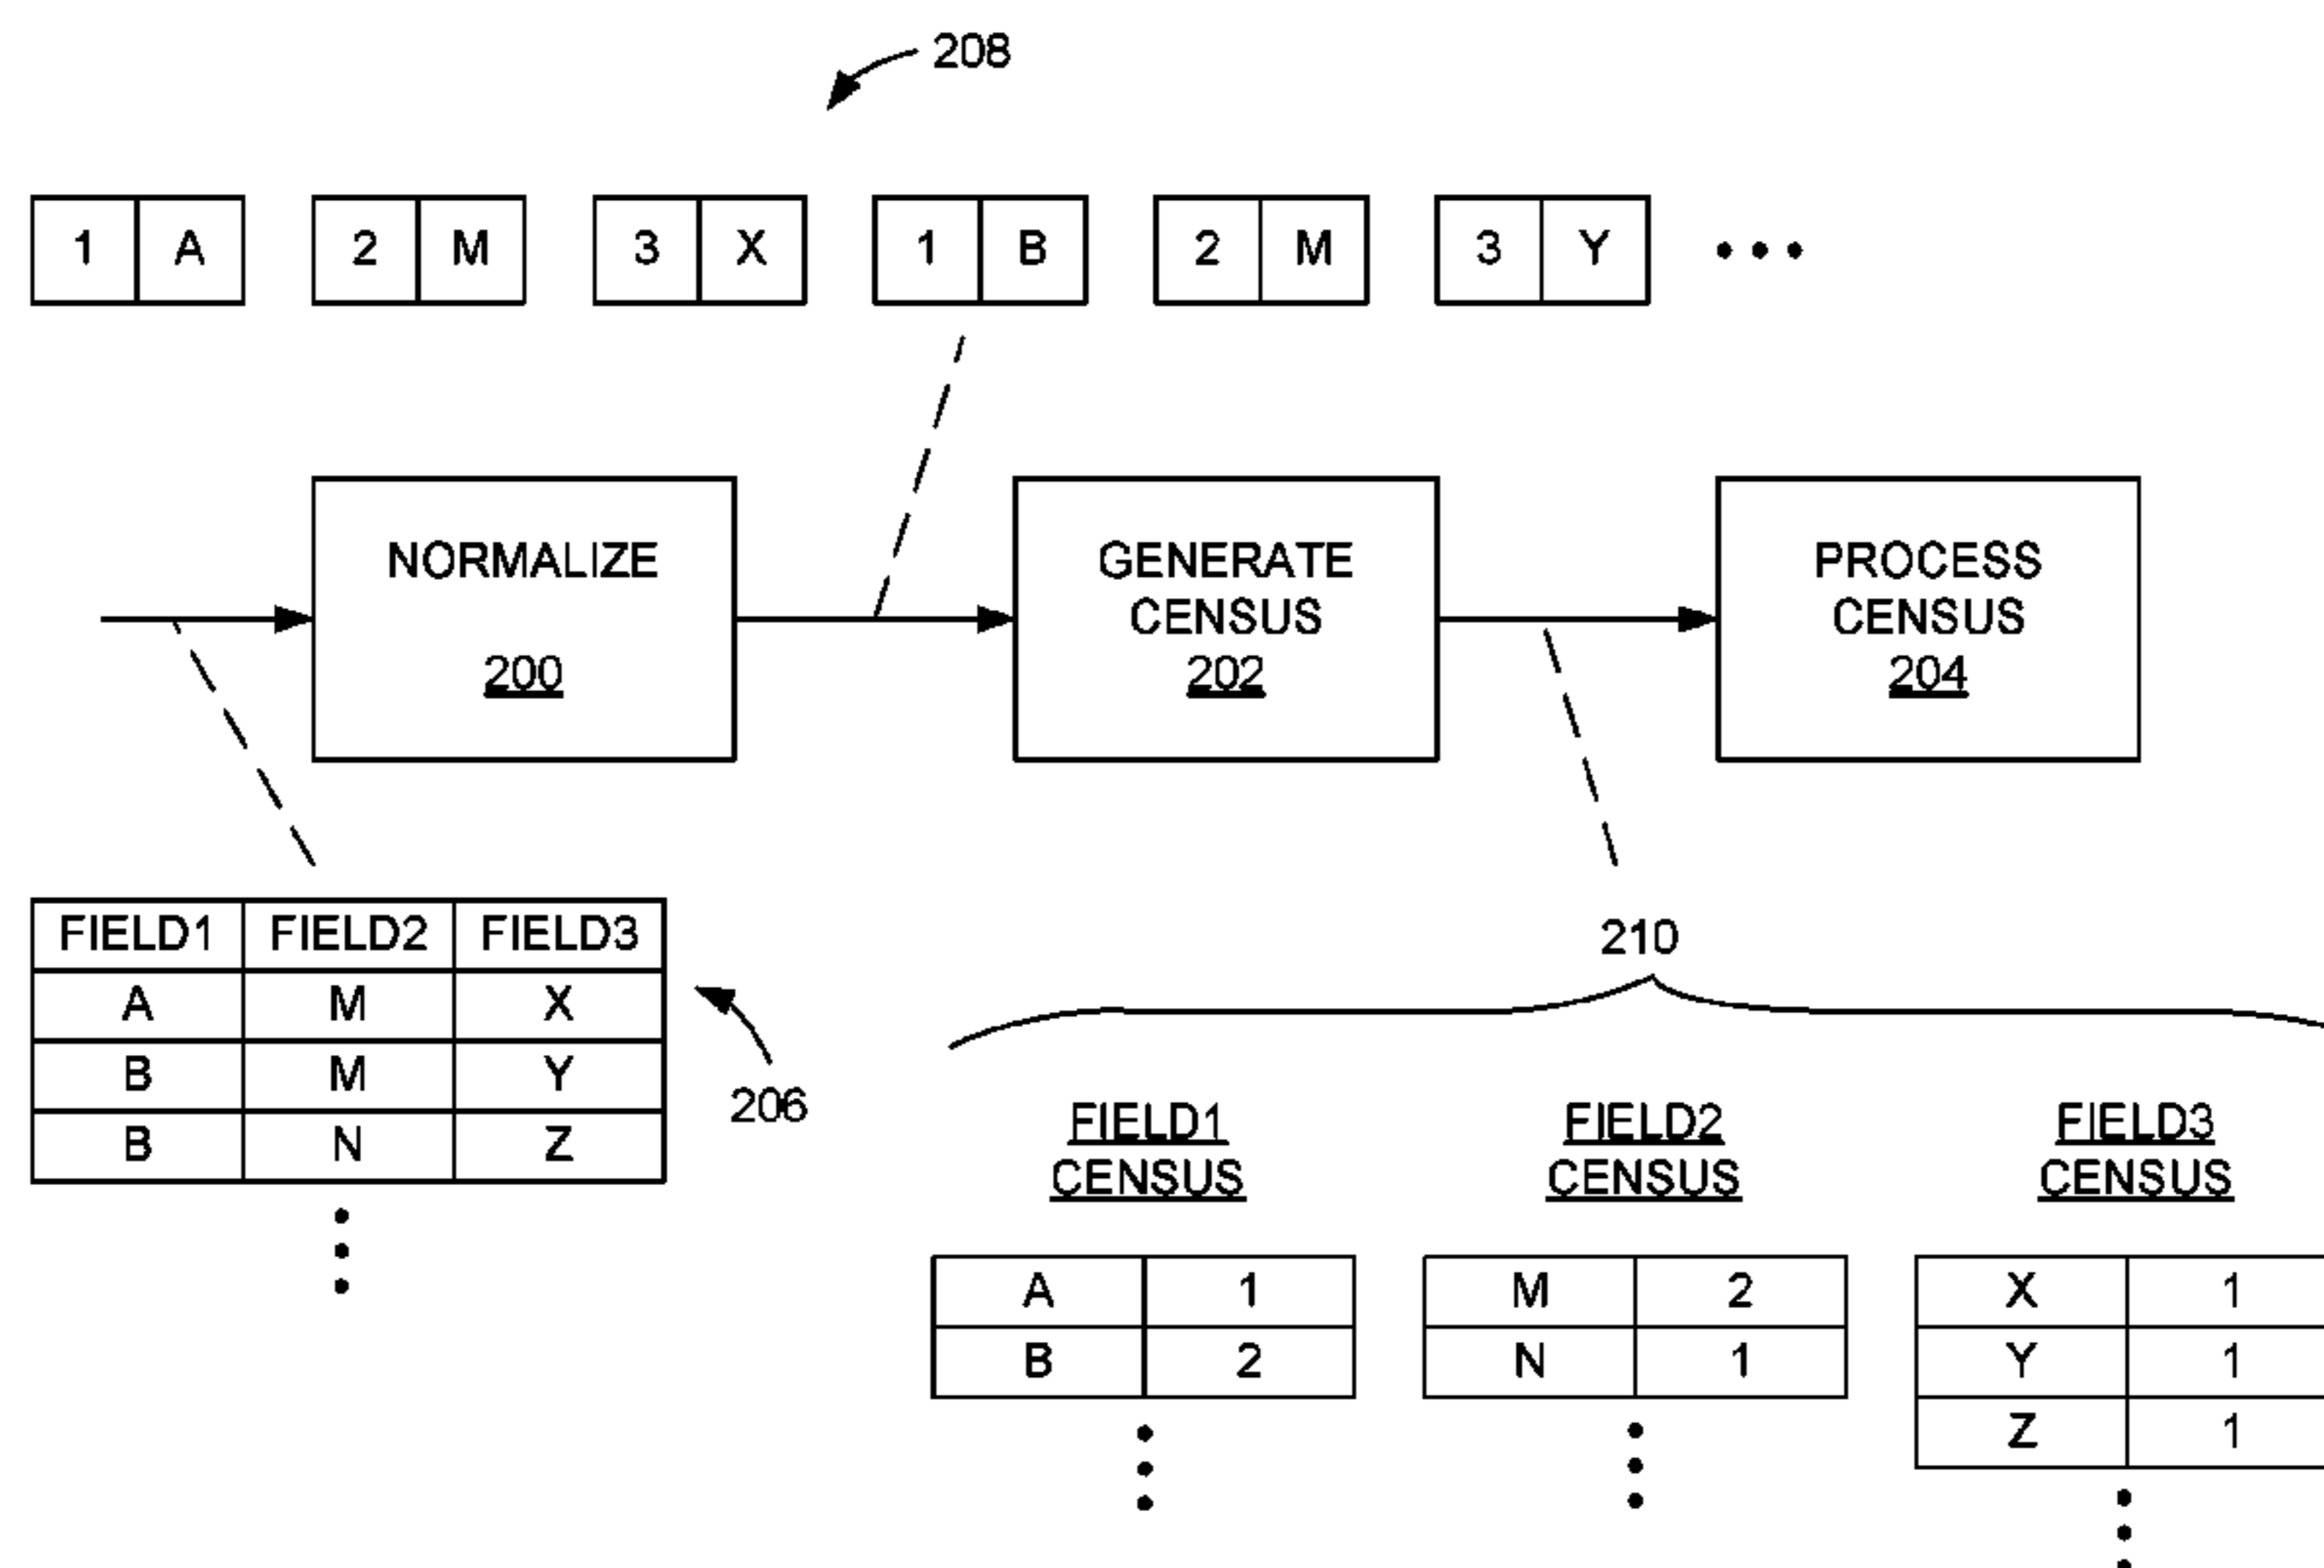 208
1 A 2 M 3 X 1 B 2 M 3 Y
NORMALIZE
200
GENERATE
CENSUS
202
PROCESS
CENSUS
204
FIELD1 FIELD2 FIELD3
A M X
B M Y
B N Z
206
210
FIELD1
CENSUS
A 1
B 2
FIELD2
CENSUS
M 2
N 1
FIELD3
CENSUS
X 1
Y 1
Z 1